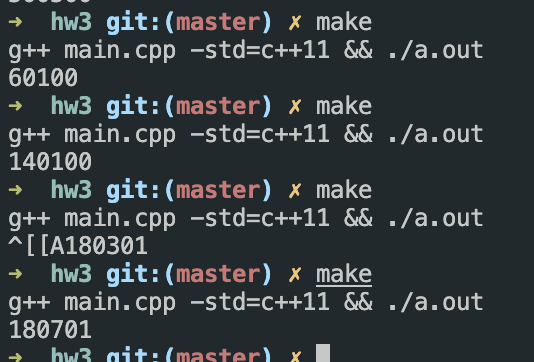 ➜ hw3 git:(master) ✗ make
g++ main.cpp -std=c++11 && ./a.out
60100
➜ hw3 git:(master) ✗ make
g++ main.cpp -std=c++11 && ./a.out
140100
➜ hw3 git:(master) ✗ make
g++ main.cpp -std=c++11 && ./a.out
^[[A180301
➜ hw3 git:(master) ✗ make
g++ main.cpp -std=c++11 && ./a.out
180701
➜ hw3 git:(master) ✗